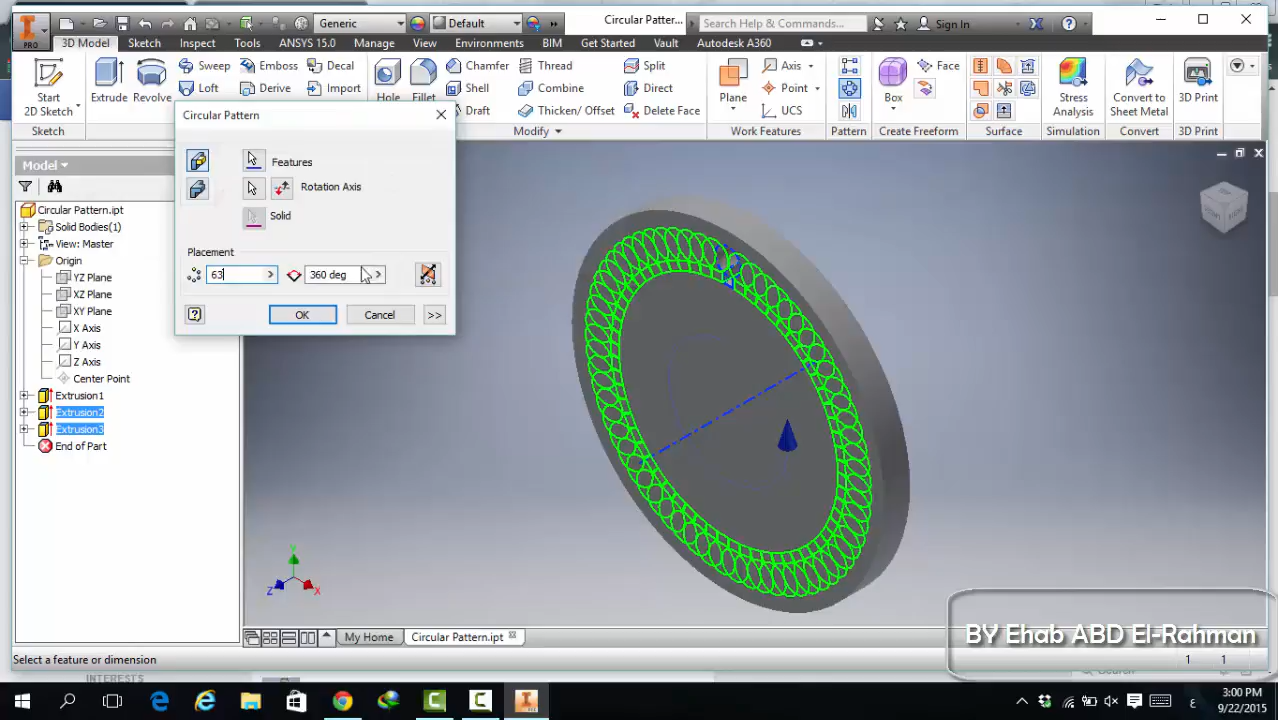 Generic
Default
Circular Patter...
Search Help & Commands...
Sign In
PRO
3D Model
Sketch
Inspect
Tools
ANSYS 15.0
Manage
View
Environments
BIM
Get Started
Vault
Autodesk A360
Start
2D Sketch
Extrude
Revolve
Sweep
Loft
Emboss
Derive
Decal
Import
Hole
Fillet
Chamfer
Shell
Draft
Thread
Combine
Thicken/ Offset
Split
Direct
Delete Face
Plane
Axis
Point
UCS
Box
Face
Stress
Analysis
Convert to
Sheet Metal
3D Print
Sketch
Modify
Work Features
Pattern
Create Freeform
Surface
Simulation
Convert
3D Print
Circular Pattern
Features
Rotation Axis
Solid
Placement
63
360 deg
OK
Cancel
>>
Model
Circular Pattern.ipt
Solid Bodies(1)
View: Master
Origin
YZ Plane
XZ Plane
XY Plane
X Axis
Y Axis
Z Axis
Center Point
Extrusion1
Extrusion2
Extrusion3
End of Part
Y
Z
X
My Home
Circular Pattern.ipt
BY Ehab ABD El-Rahman
Select a feature or dimension
1
1
INTERESTS
Search
ع
3:00 PM
9/22/2015